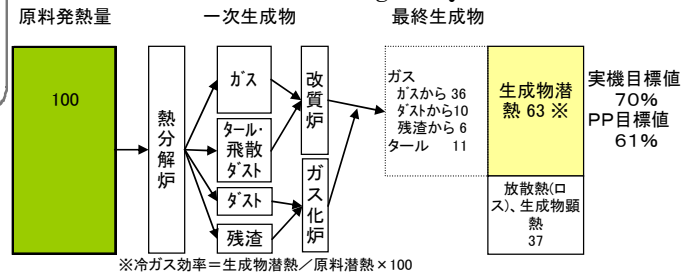 原料発熱量
一次生成物
最終生成物
100
熱分解炉
ガス
タール・
飛散
ダスト
ダスト
残渣
改質炉
ガス化炉
ガス
ガスから 36
ダストから10
残渣から 6
タール 11
生成物潜
熱 63 ※
実機目標値
70%
PP目標値
61%
放散熱(ロ
ス)、生成物顕
熱
37
※冷ガス効率=生成物潜熱/原料潜熱×100